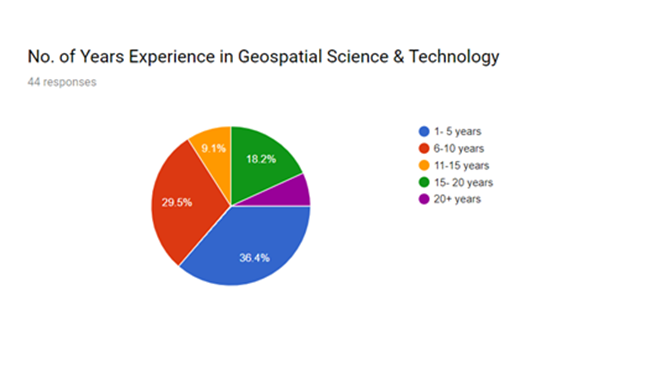 No. of Years Experience in Geospatial Science & Technology
44 responses
9.1%
18.2%
29.5%
36.4%
1- 5 years
6-10 years
11-15 years
15- 20 years
20+ years